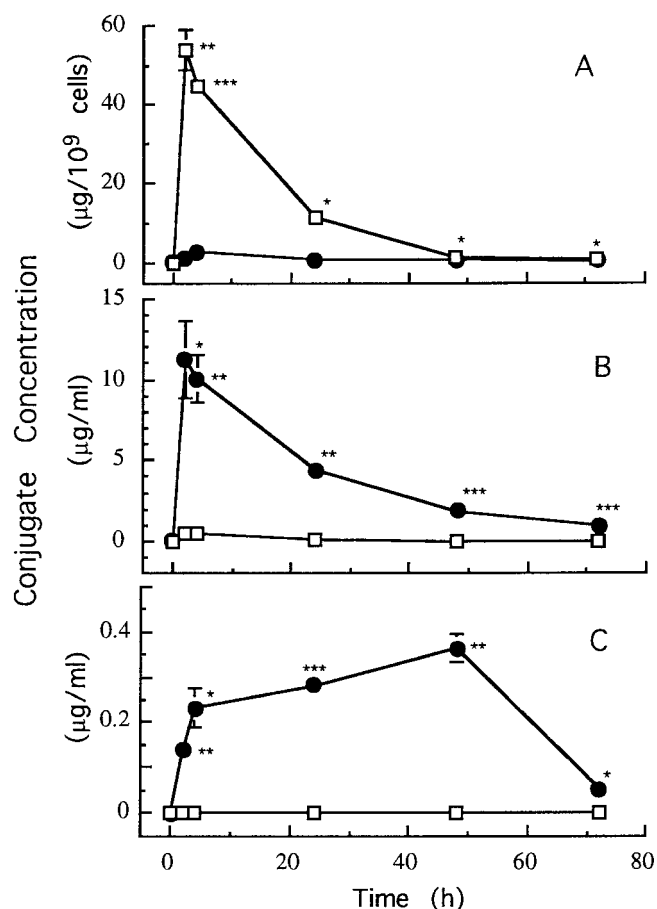 Conjugate Concentration
(μg/10⁹ cells)
60
40
20
0
A
**
***
*
*
*
(μg/ml)
15
10
5
0
B
*
**
**
***
***
(μg/ml)
0.4
0.2
0
C
**
*
***
**
*
0 20 40 60 80
Time (h)